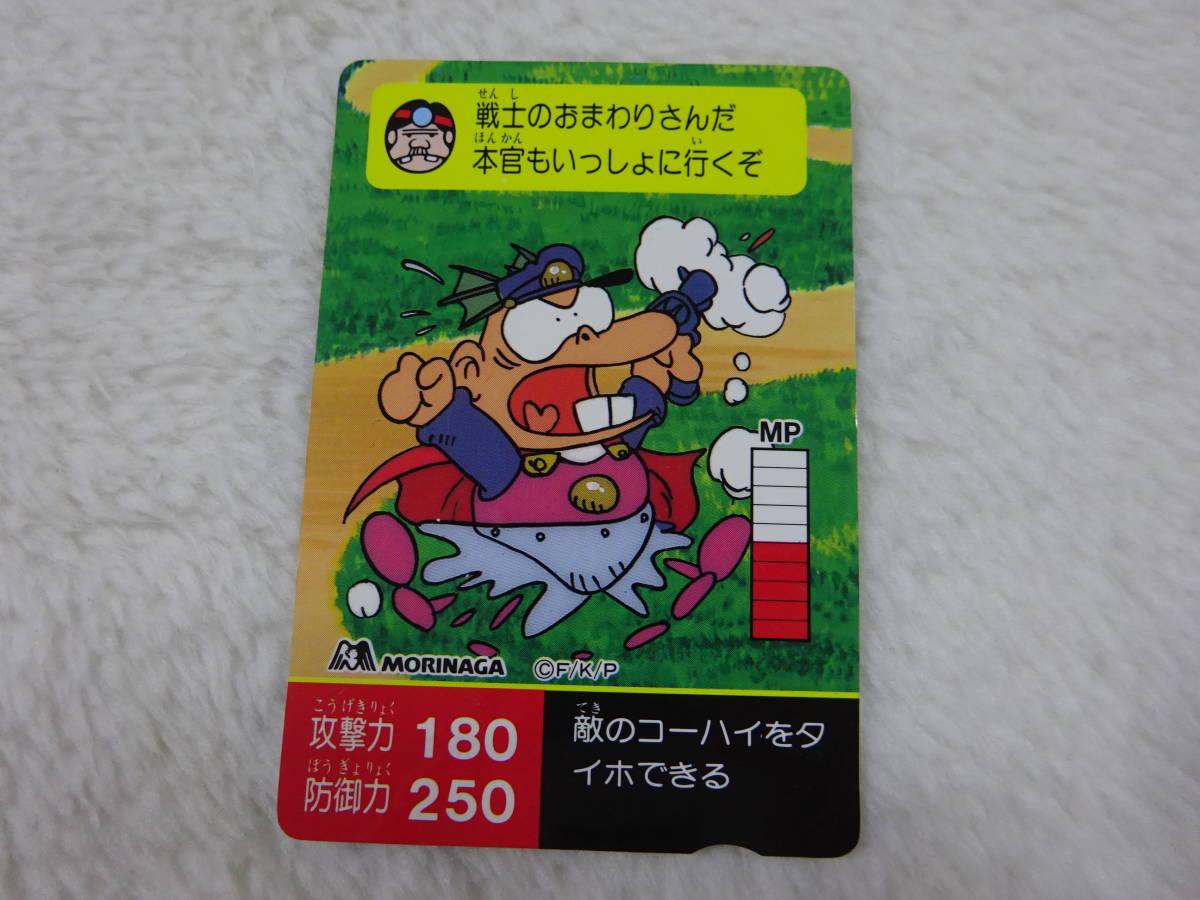 せんし
戦士のおまわりさんだ
ほんかん い
本官もいっしょに行くぞ
MP
MORINAGA ©F/K/P
こうげきりょく
攻撃力 180
ぼうぎょりょく
防御力 250
てき
敵のコーハイをタ
イホできる